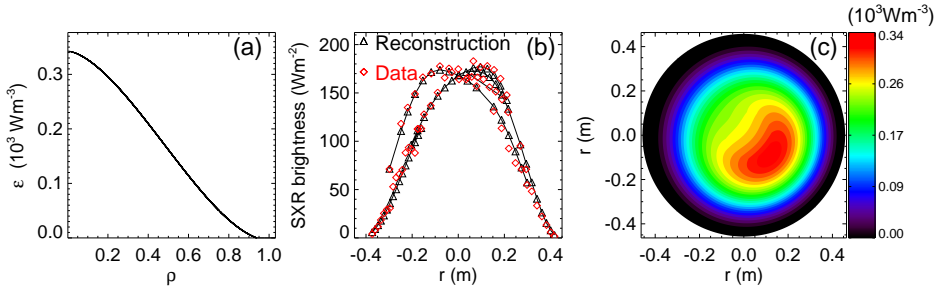 (a)
ε (10³ Wm⁻³)
0.3
0.2
0.1
0.0
0.2 0.4 0.6 0.8 1.0
ρ
(b)
Reconstruction
Data
SXR brightness (Wm⁻²)
200
150
100
50
0
-0.4 -0.2 0.0 0.2 0.4
r (m)
(c)
r (m)
0.4
0.2
-0.0
-0.2
-0.4
-0.4 -0.2 0.0 0.2 0.4
r (m)
(10³Wm⁻³)
0.34
0.26
0.17
0.09
0.00